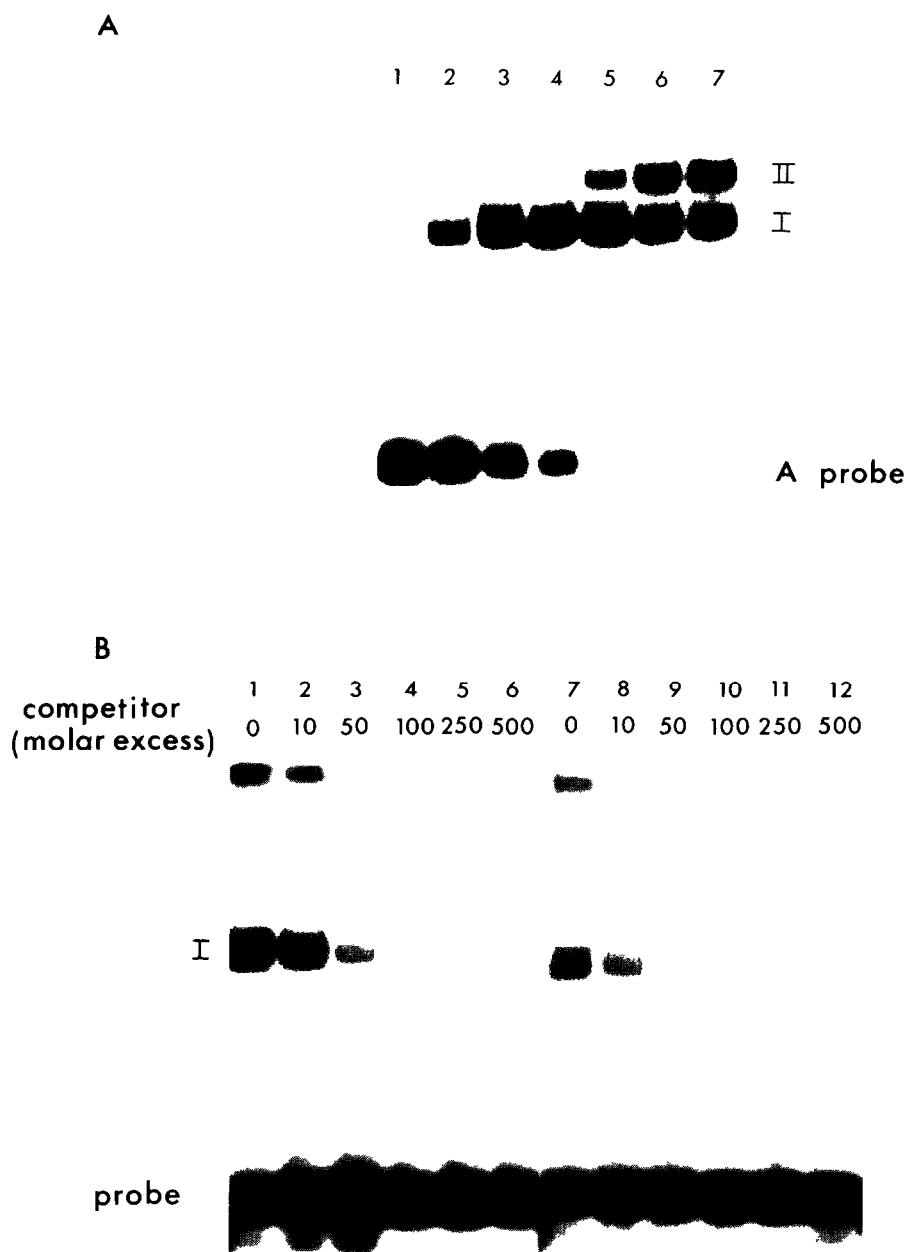 A
1 2 3 4 5 6 7
II
I
A probe
B
1 2 3 4 5 6 7 8 9 10 11 12
competitor
(molar excess) 0 10 50 100 250 500 0 10 50 100 250 500
I
probe